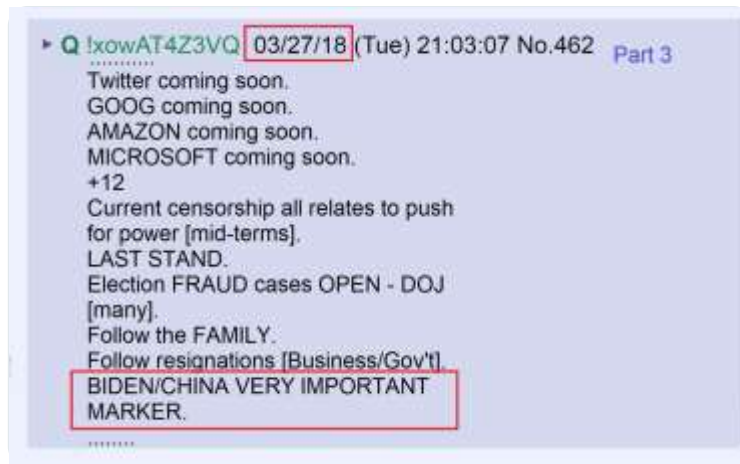 Q !xowAT4Z3VQ 03/27/18 (Tue) 21:03:07 No.462 Part 3
Twitter coming soon.
GOOG coming soon.
AMAZON coming soon.
MICROSOFT coming soon.
+12
Current censorship all relates to push
for power [mid-terms].
LAST STAND.
Election FRAUD cases OPEN - DOJ
[many].
Follow the FAMILY.
Follow resignations [Business/Gov't].
BIDEN/CHINA VERY IMPORTANT
MARKER.
........